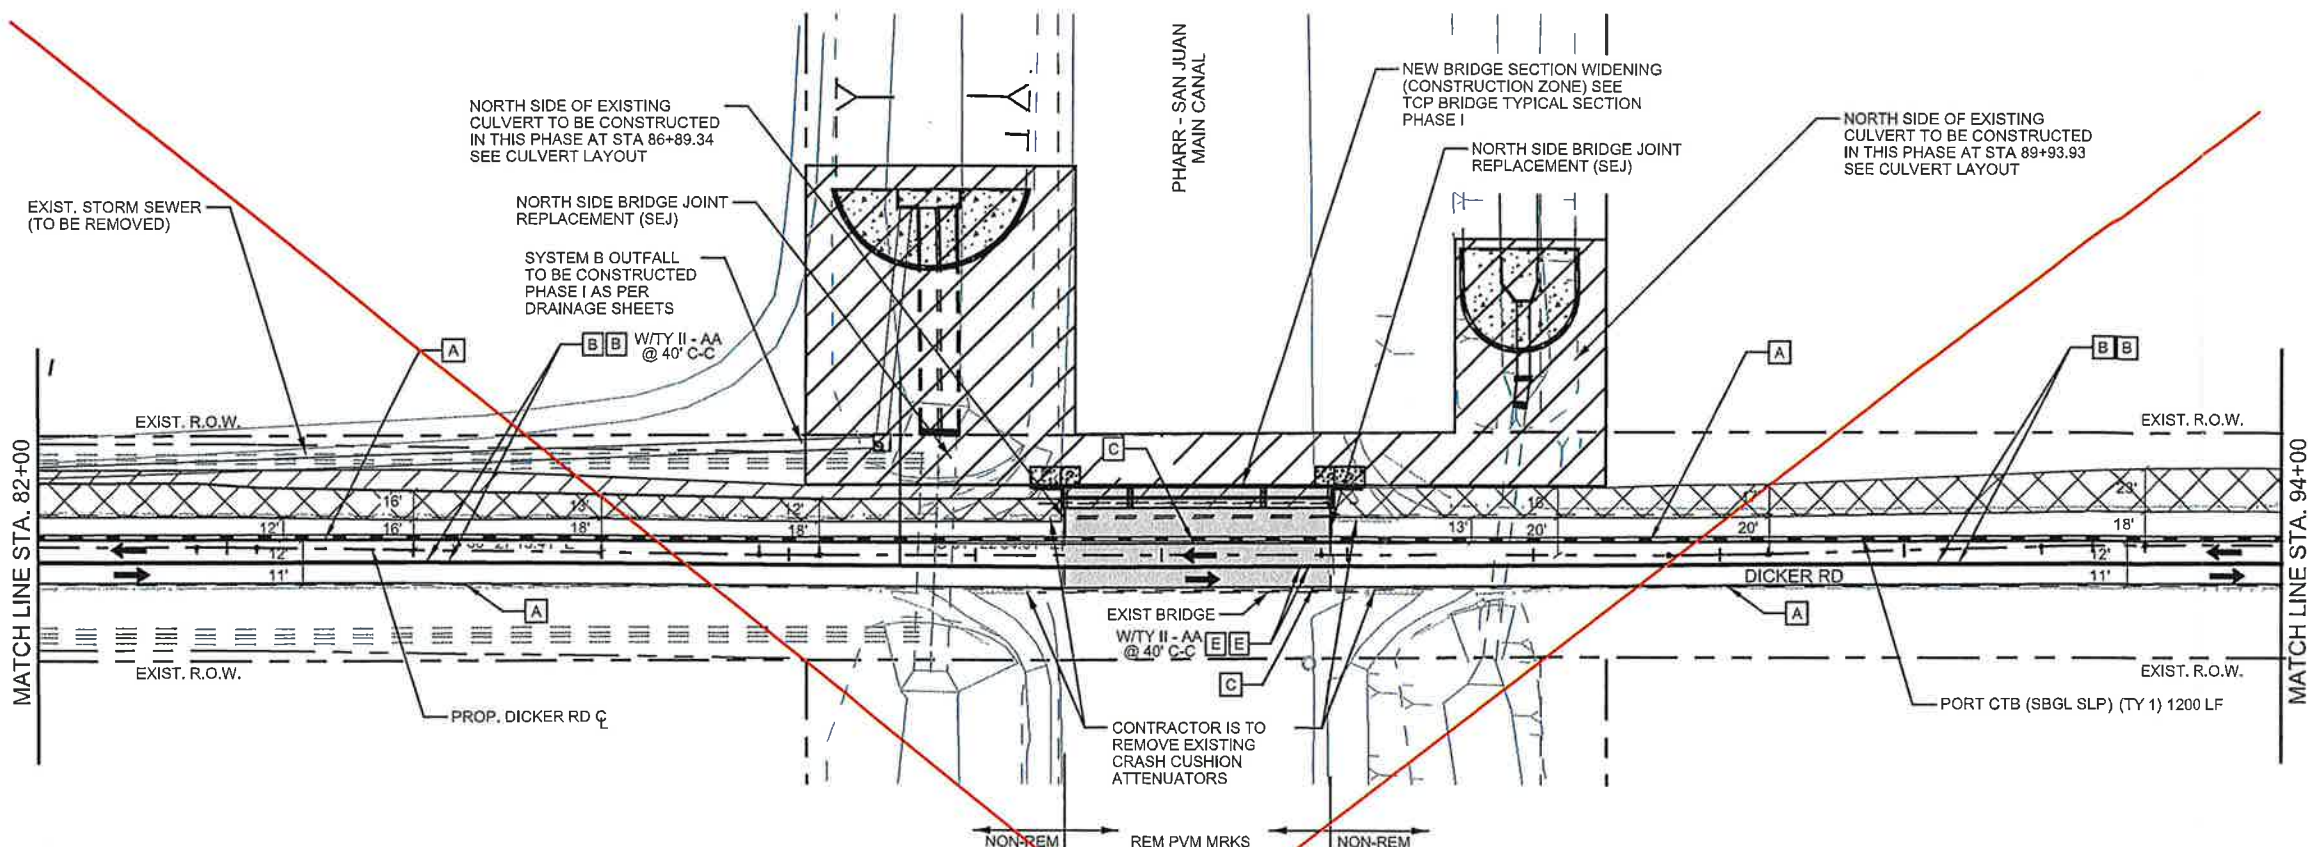 PHARR - SAN JUAN
MAIN CANAL
NEW BRIDGE SECTION WIDENING
(CONSTRUCTION ZONE) SEE
TCP BRIDGE TYPICAL SECTION
PHASE I
NORTH SIDE OF EXISTING
CULVERT TO BE CONSTRUCTED
IN THIS PHASE AT STA 86+89.34
SEE CULVERT LAYOUT
NORTH SIDE OF EXISTING
CULVERT TO BE CONSTRUCTED
IN THIS PHASE AT STA 89+93.93
SEE CULVERT LAYOUT
NORTH SIDE BRIDGE JOINT
REPLACEMENT (SEJ)
EXIST. STORM SEWER
(TO BE REMOVED)
NORTH SIDE BRIDGE JOINT
REPLACEMENT (SEJ)
SYSTEM B OUTFALL
TO BE CONSTRUCTED
PHASE I AS PER
DRAINAGE SHEETS
A
B B W/TY II - AA
@ 40' C-C
A
B B
EXIST. R.O.W.
EXIST. R.O.W.
C
MATCH LINE STA. 82+00
MATCH LINE STA. 94+00
16' 13' 12' 16' 17' 23'
12' 16' 18' 18' 13' 20' 20' 18'
12' 12'
11' 11'
DICKER RD
A
A
EXIST BRIDGE
W/TY II - AA E E
@ 40' C-C
C
EXIST. R.O.W.
EXIST. R.O.W.
PROP. DICKER RD ℄
PORT CTB (SBGL SLP) (TY 1) 1200 LF
CONTRACTOR IS TO
REMOVE EXISTING
CRASH CUSHION
ATTENUATORS
NON-REM REM PVM MRKS NON-REM